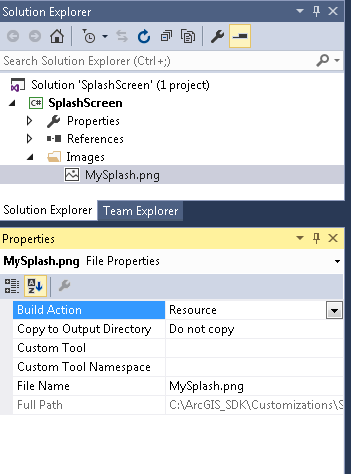 Solution Explorer
Search Solution Explorer (Ctrl+;)
Solution 'SplashScreen' (1 project)
C# SplashScreen
Properties
References
Images
MySplash.png
Solution Explorer Team Explorer
Properties
MySplash.png File Properties
Build Action Resource
Copy to Output Directory Do not copy
Custom Tool
Custom Tool Namespace
File Name MySplash.png
Full Path C:\ArcGIS_SDK\Customizations\S